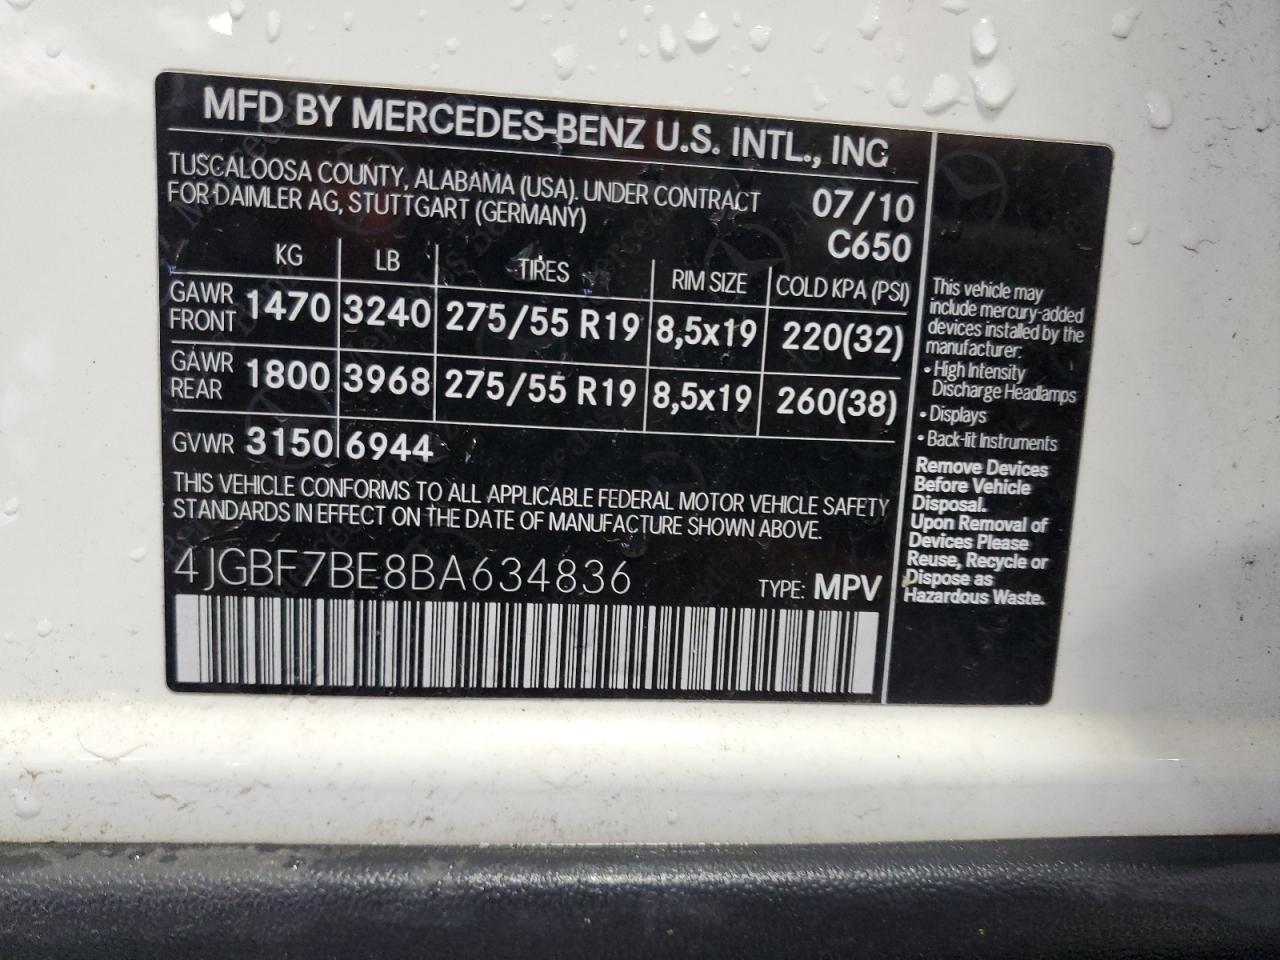 MFD BY MERCEDES-BENZ U.S. INTL., INC
TUSCALOOSA COUNTY, ALABAMA (USA). UNDER CONTRACT
FOR DAIMLER AG, STUTTGART (GERMANY)
07/10
C650
KG LB TIRES RIM SIZE COLD KPA (PSI)
GAWR FRONT 1470 3240 275/55 R19 8,5x19 220(32)
GAWR REAR 1800 3968 275/55 R19 8,5x19 260(38)
GVWR 3150 6944
THIS VEHICLE CONFORMS TO ALL APPLICABLE FEDERAL MOTOR VEHICLE SAFETY
STANDARDS IN EFFECT ON THE DATE OF MANUFACTURE SHOWN ABOVE.
4JGBF7BE8BA634836 TYPE: MPV
This vehicle may
include mercury-added
devices installed by the
manufacturer:
• High Intensity
Discharge Headlamps
• Displays
• Back-lit Instruments
Remove Devices
Before Vehicle
Disposal.
Upon Removal of
Devices Please
Reuse, Recycle or
Dispose as
Hazardous Waste.